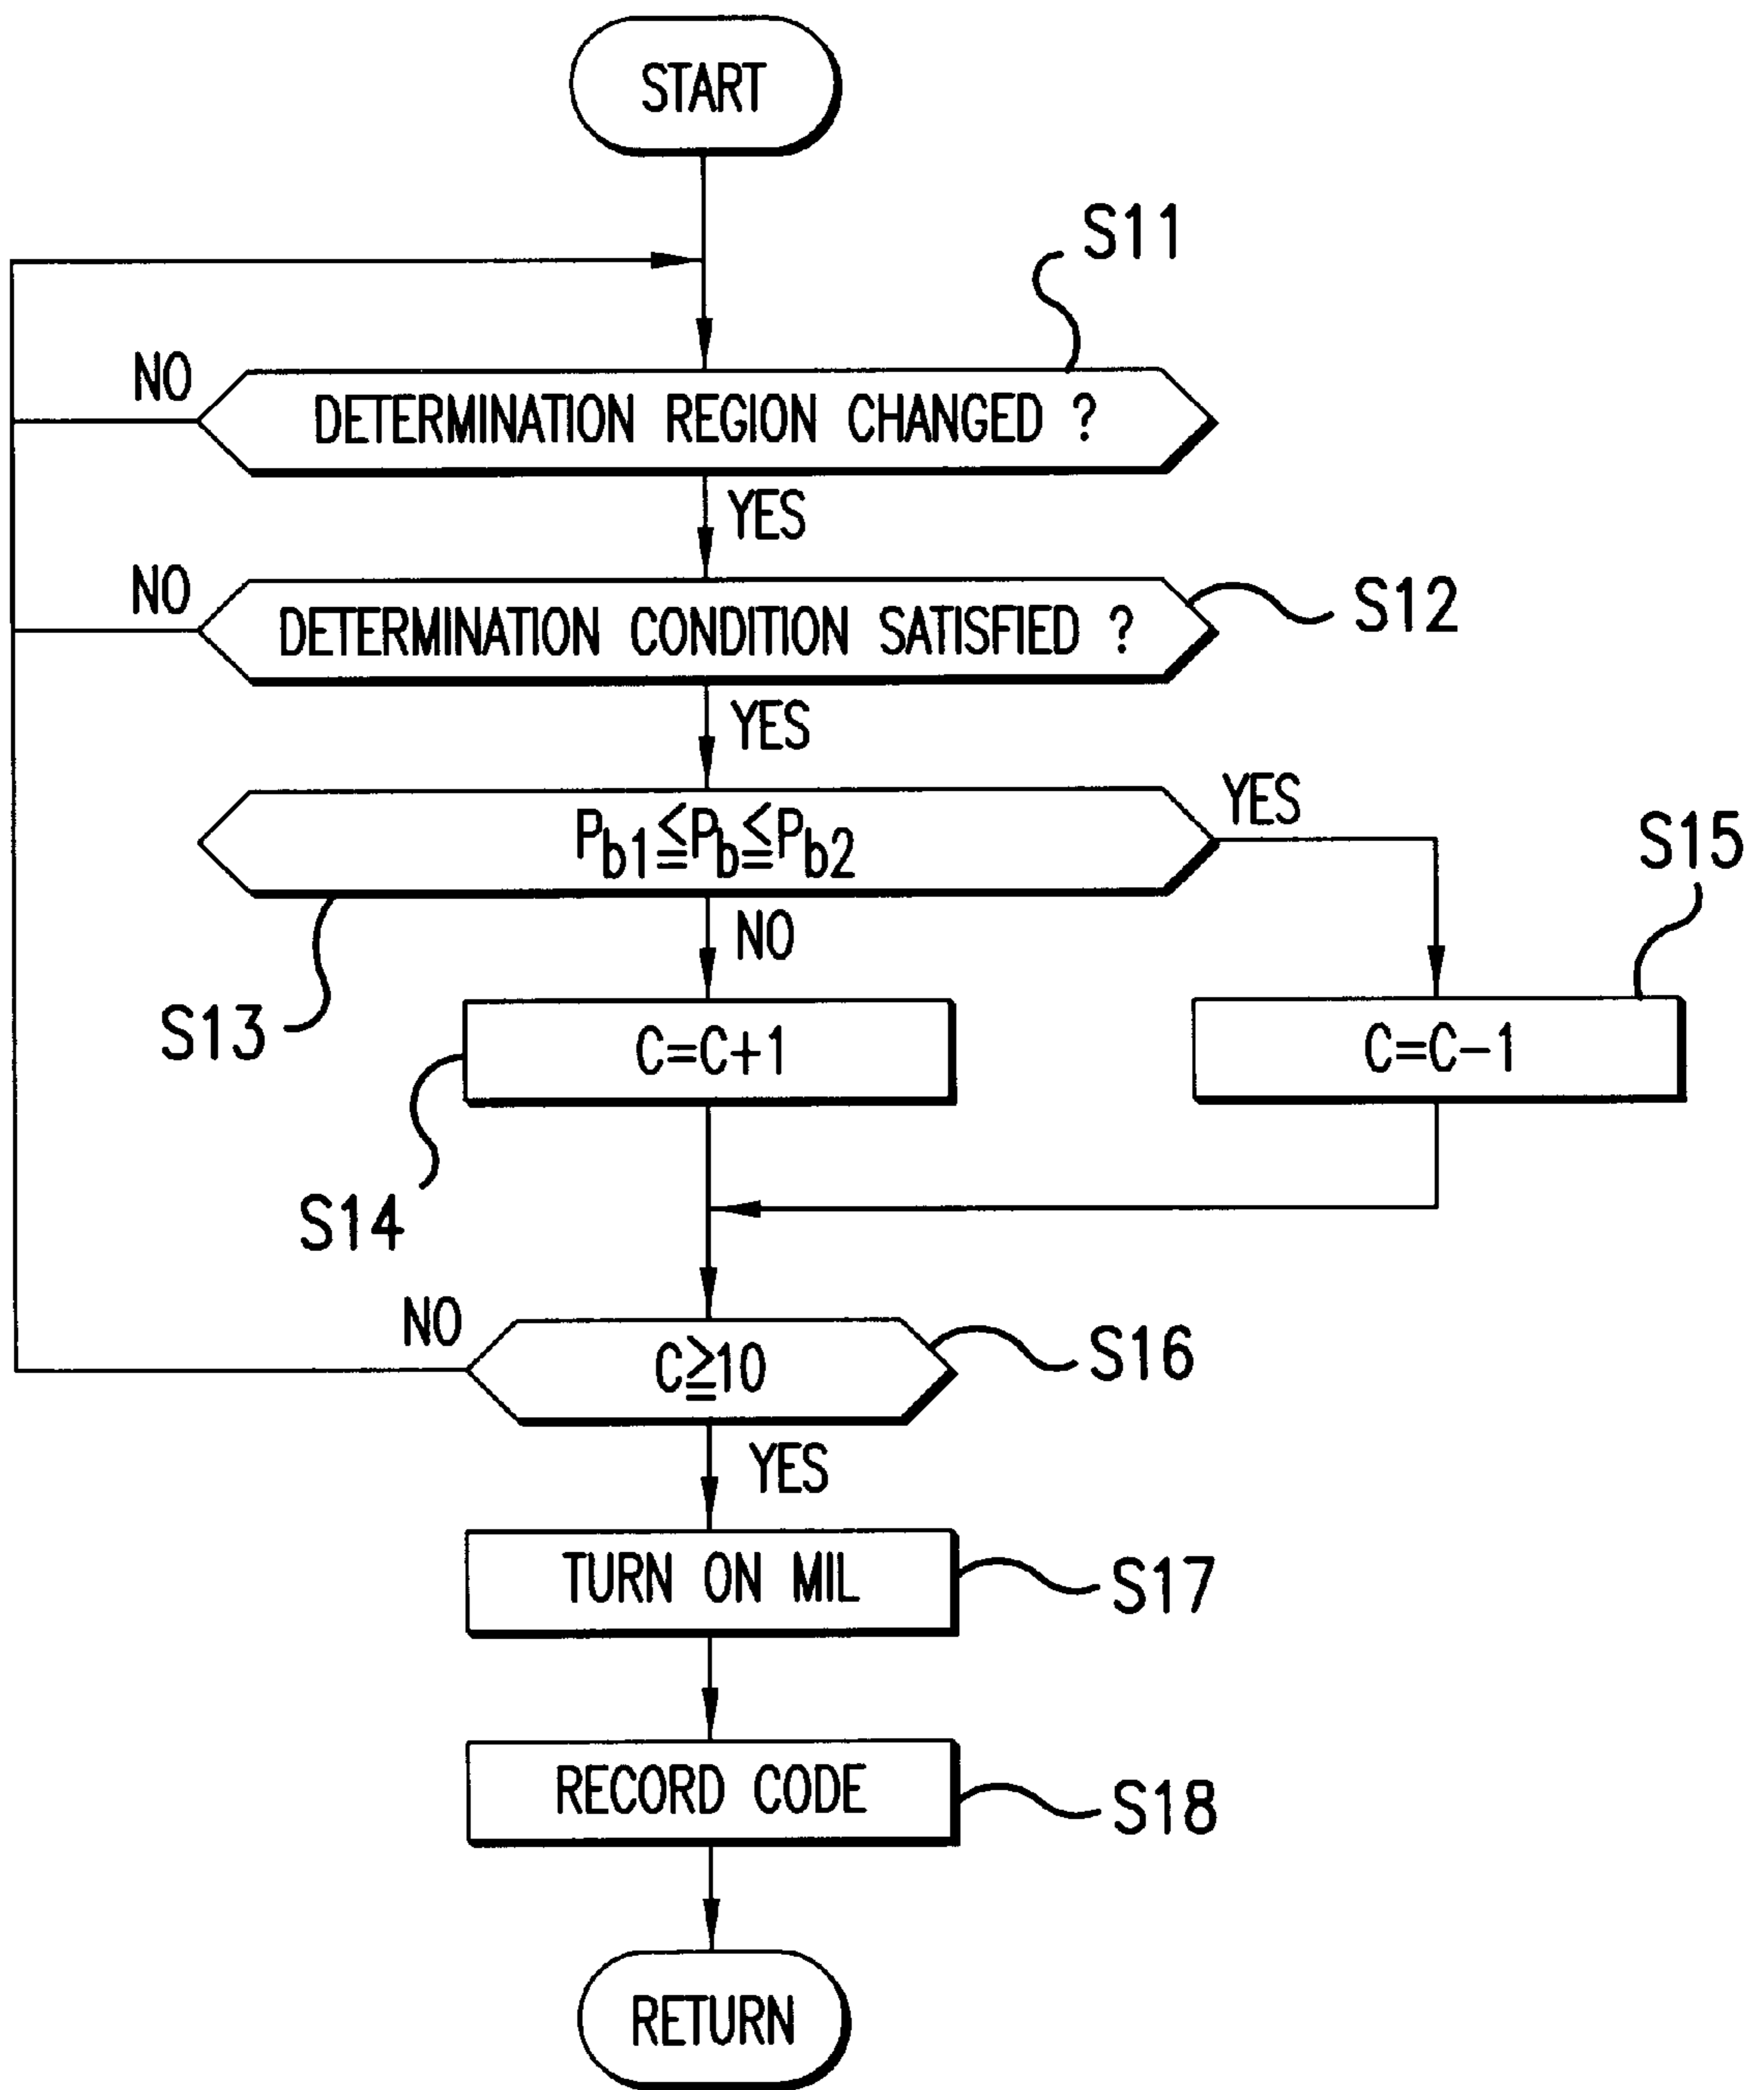 START
S11
NO
DETERMINATION REGION CHANGED ?
YES
NO
DETERMINATION CONDITION SATISFIED ?
S12
YES
Pb1≦Pb≦Pb2
YES
S15
NO
S13
C=C+1
C=C−1
S14
NO
C≧10
S16
YES
TURN ON MIL
S17
RECORD CODE
S18
RETURN